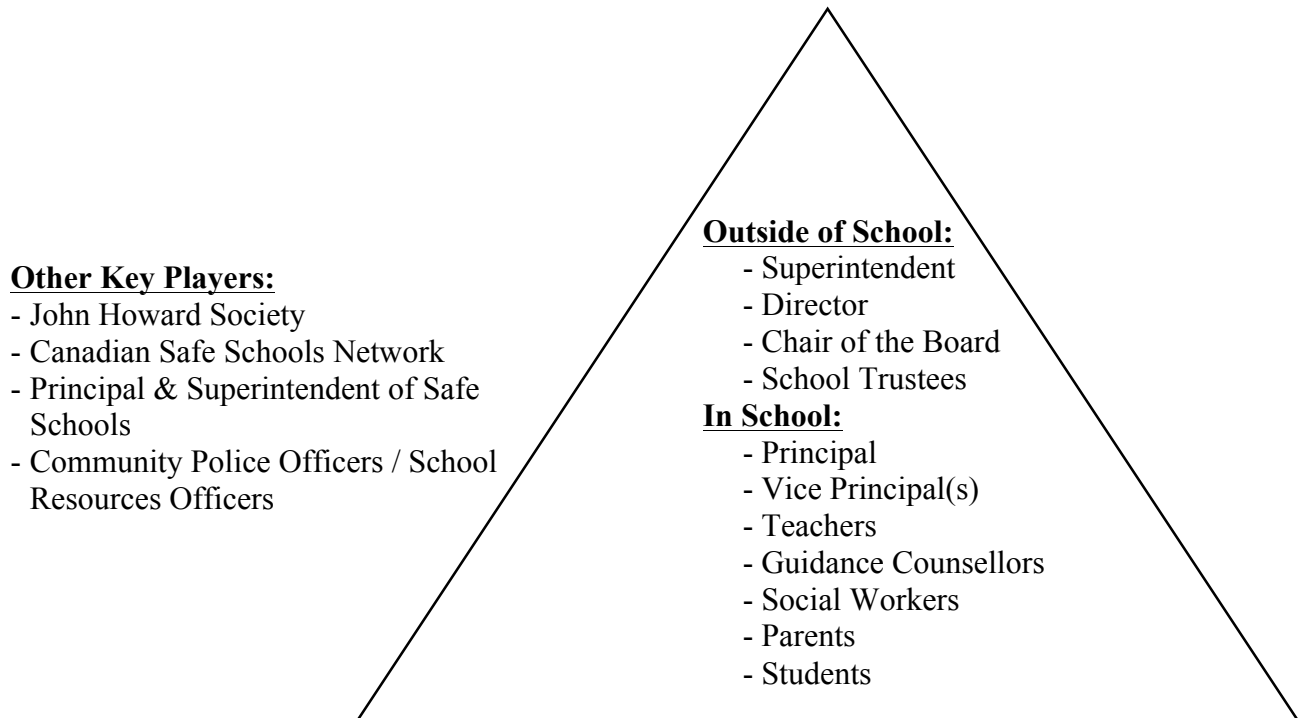 Other Key Players:
- John Howard Society
- Canadian Safe Schools Network
- Principal & Superintendent of Safe
Schools
- Community Police Officers / School
Resources Officers
Outside of School:
- Superintendent
- Director
- Chair of the Board
- School Trustees
In School:
- Principal
- Vice Principal(s)
- Teachers
- Guidance Counsellors
- Social Workers
- Parents
- Students